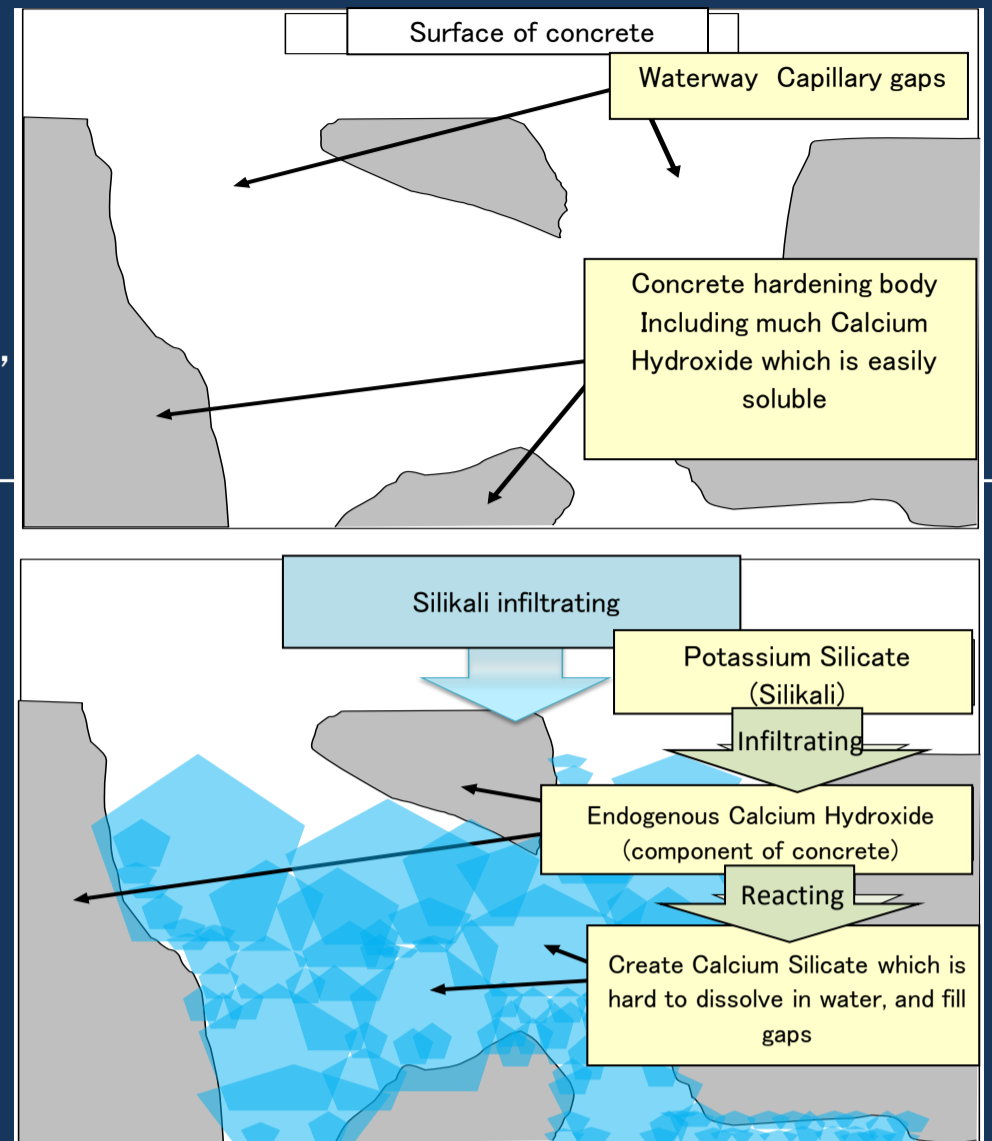 Surface of concrete
Waterway  Capillary gaps
Concrete hardening body
Including much Calcium
Hydroxide which is easily
soluble
,
Silikali infiltrating
Potassium Silicate
(Silikali)
Infiltrating
Endogenous Calcium Hydroxide
(component of concrete)
Reacting
Create Calcium Silicate which is
hard to dissolve in water, and fill
gaps